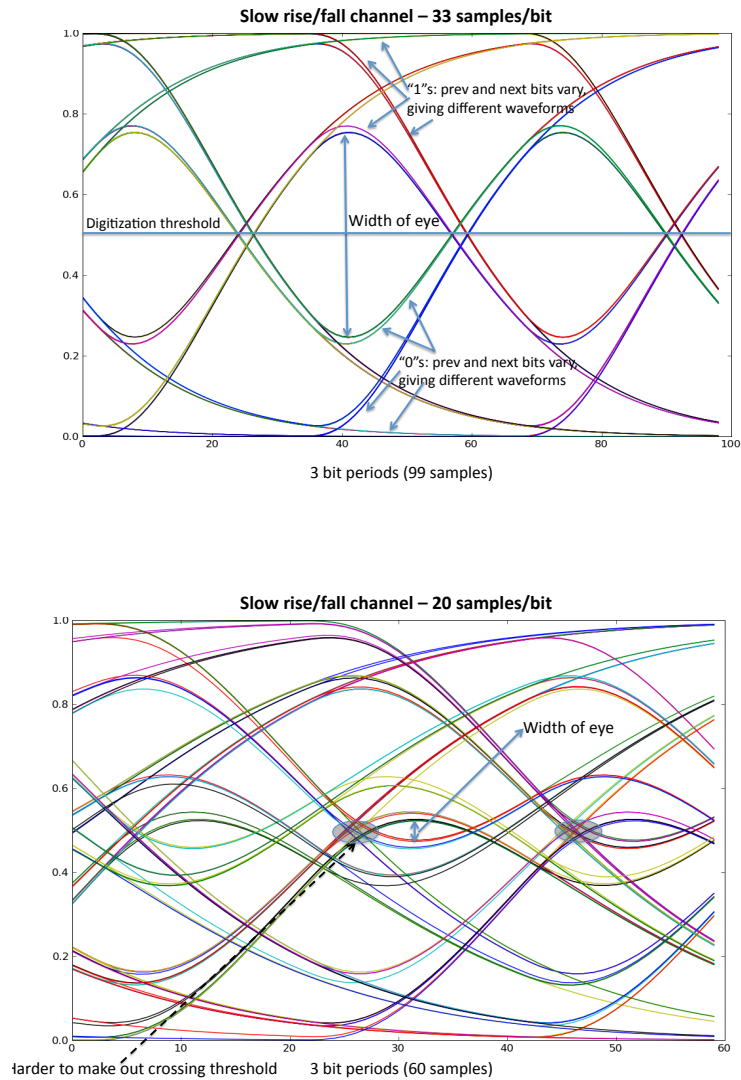 Slow rise/fall channel – 33 samples/bit
1.0
"1"s: prev and next bits vary,
giving different waveforms
0.8
0.6
Digitization threshold
Width of eye
0.4
0.2
"0"s: prev and next bits vary,
giving different waveforms
0.0
0 20 40 60 80 100
3 bit periods (99 samples)
Slow rise/fall channel – 20 samples/bit
1.0
0.8
Width of eye
0.6
0.4
0.2
0.0
0 10 20 30 40 50 60
Harder to make out crossing threshold
3 bit periods (60 samples)